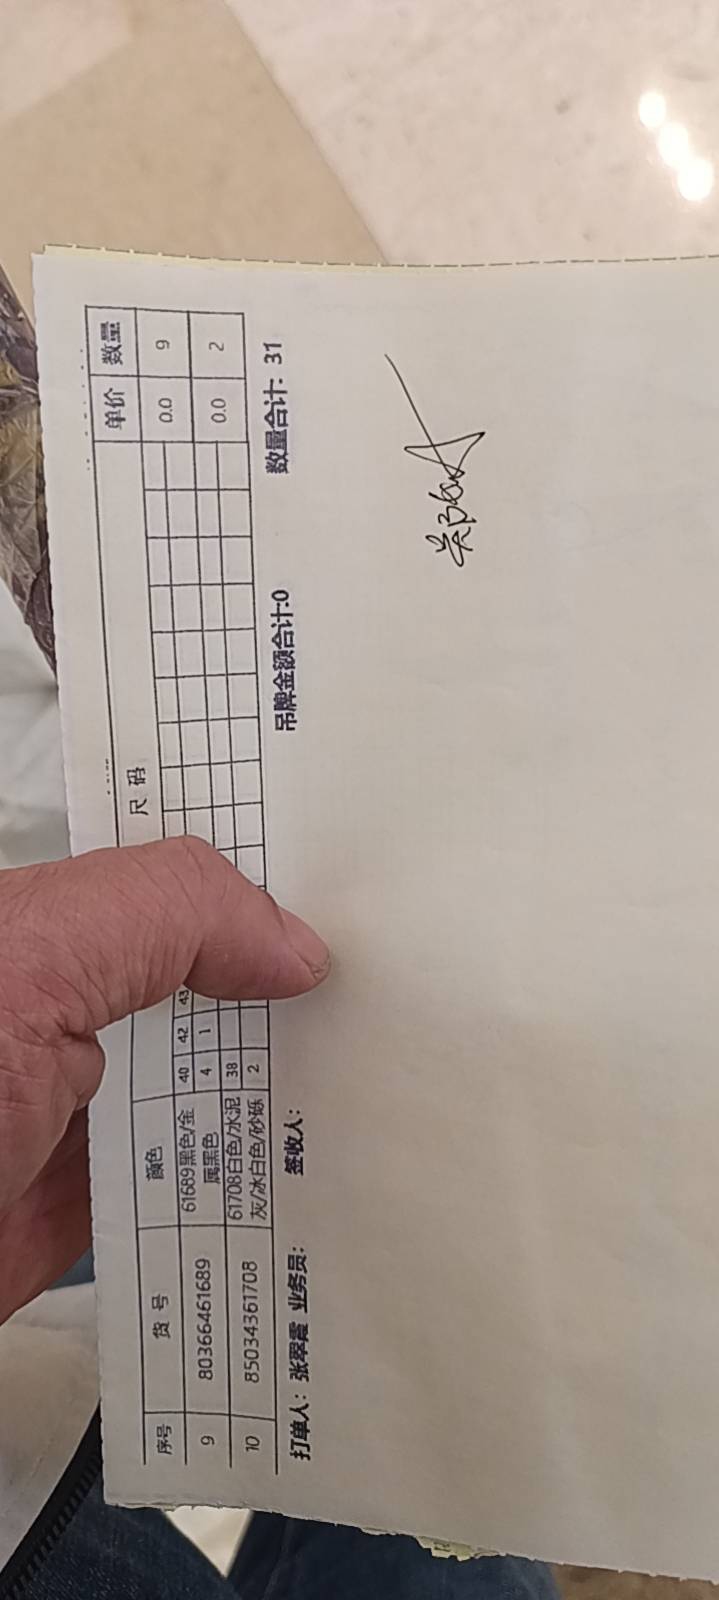 序号 货号 颜色 尺码 单价 数量
9 80366461689 61689黑色/金属黑色 40 42 43 0.0 9
4 1
10 85034361708 61708白色/水泥灰/冰白色/砂砾 38 0.0 2
2
打单人: 张翠霞 业务员: 签收人: 吊牌金额合计:0 数量合计: 31